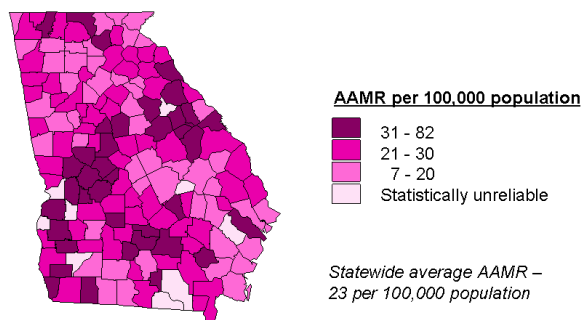 AAMR per 100,000 population
31 - 82
21 - 30
7 - 20
Statistically unreliable
Statewide average AAMR –
23 per 100,000 population